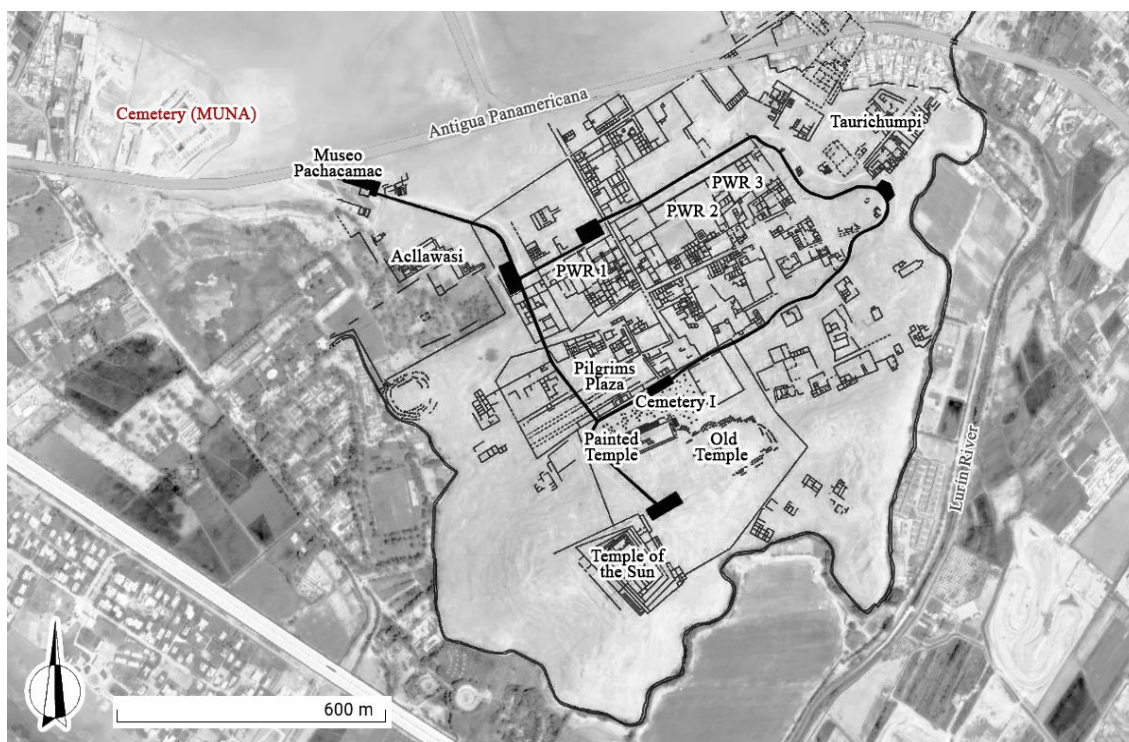 Cemetery (MUNA)
Antigua Panamericana
Taurichumpi
Museo
Pachacamac
PWR 3
PWR 2
Acllawasi
PWR 1
Pilgrims
Plaza
Cemetery I
Painted
Temple
Old
Temple
Lurín River
Temple of
the Sun
600 m